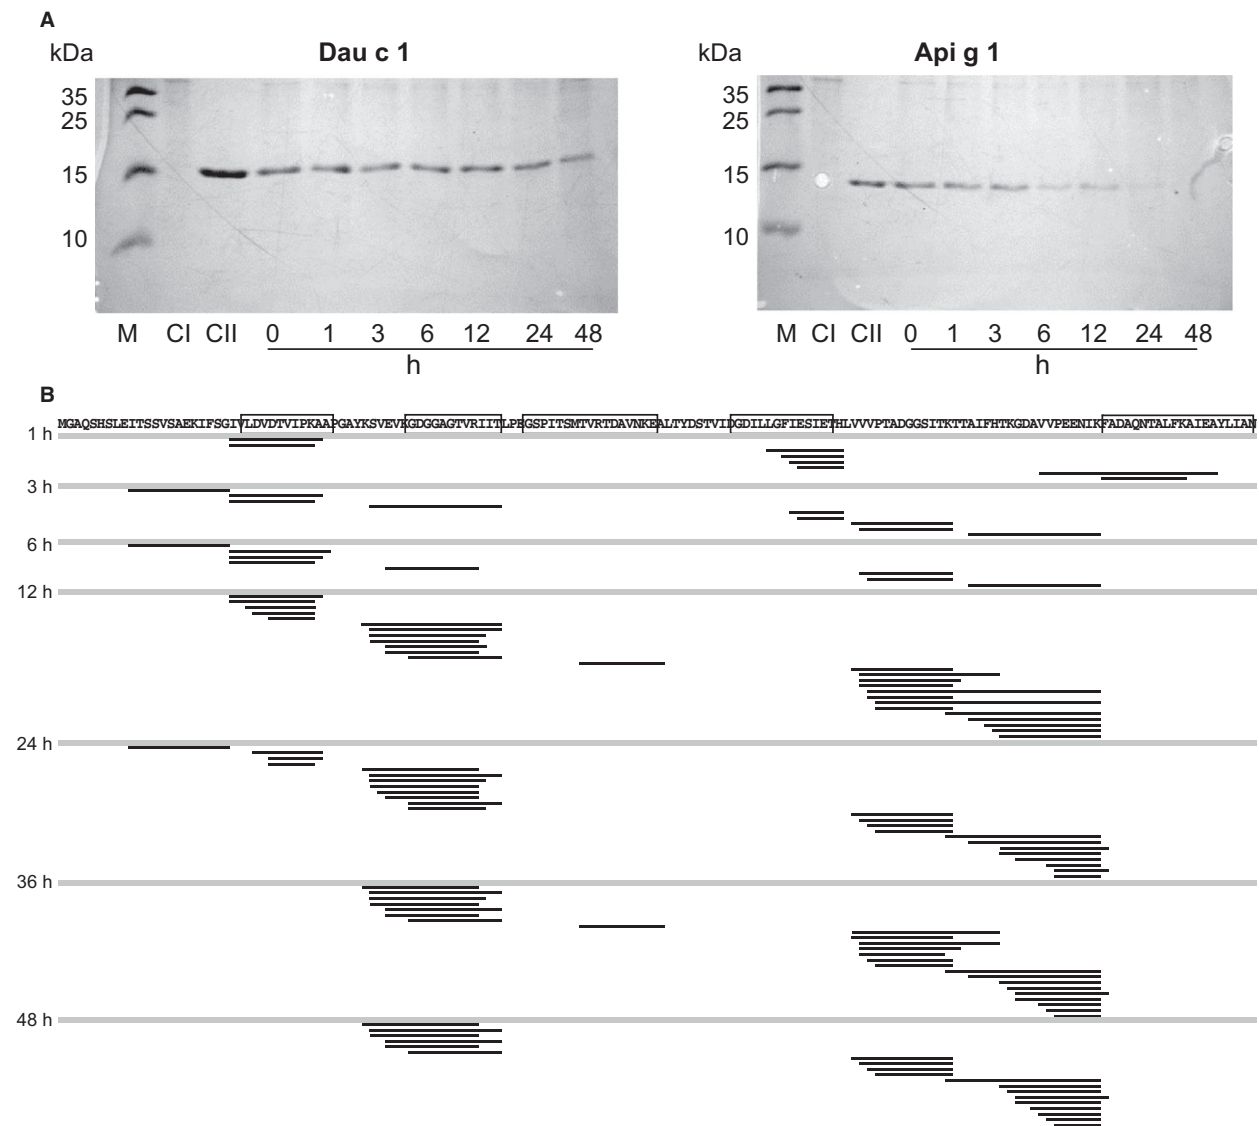 A
kDa Dau c 1
35
25
15
10
M CI CII 0 1 3 6 12 24 48
h
kDa Api g 1
35
25
15
10
M CI CII 0 1 3 6 12 24 48
h
B
MGAQSHSLEITSSVSAEKIFSGIVLDVDTVIPKAAPGAYKSVEVKGDGGAGTVRIITLPEGSPITSMTVRTDAVNKEALTYDSTVIDGDILLGFIESIETHLVVVPTADGGSITKTTAIFHTKGDAVVPEENIKFADAQNTALFKAIEAYLIAN
1 h
3 h
6 h
12 h
24 h
36 h
48 h